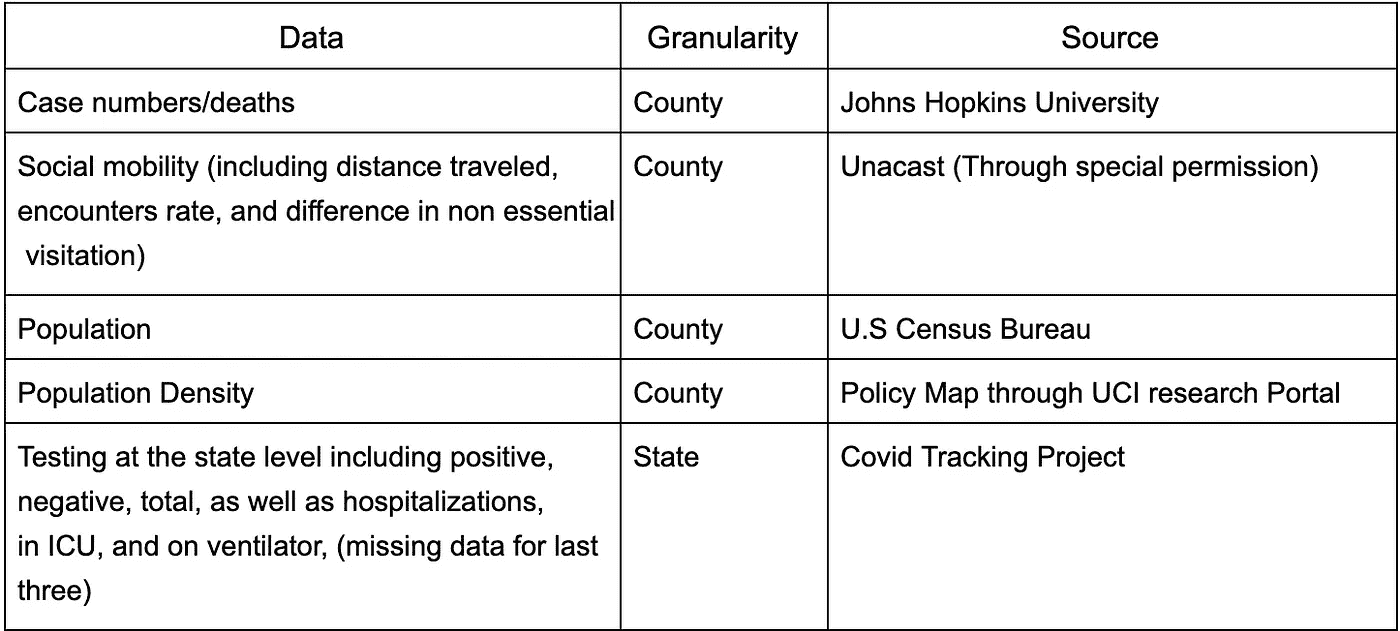 Data Granularity Source
Case numbers/deaths County Johns Hopkins University
Social mobility (including distance traveled, County Unacast (Through special permission)
encounters rate, and difference in non essential
visitation)
Population County U.S Census Bureau
Population Density County Policy Map through UCI research Portal
Testing at the state level including positive, State Covid Tracking Project
negative, total, as well as hospitalizations,
in ICU, and on ventilator, (missing data for last
three)